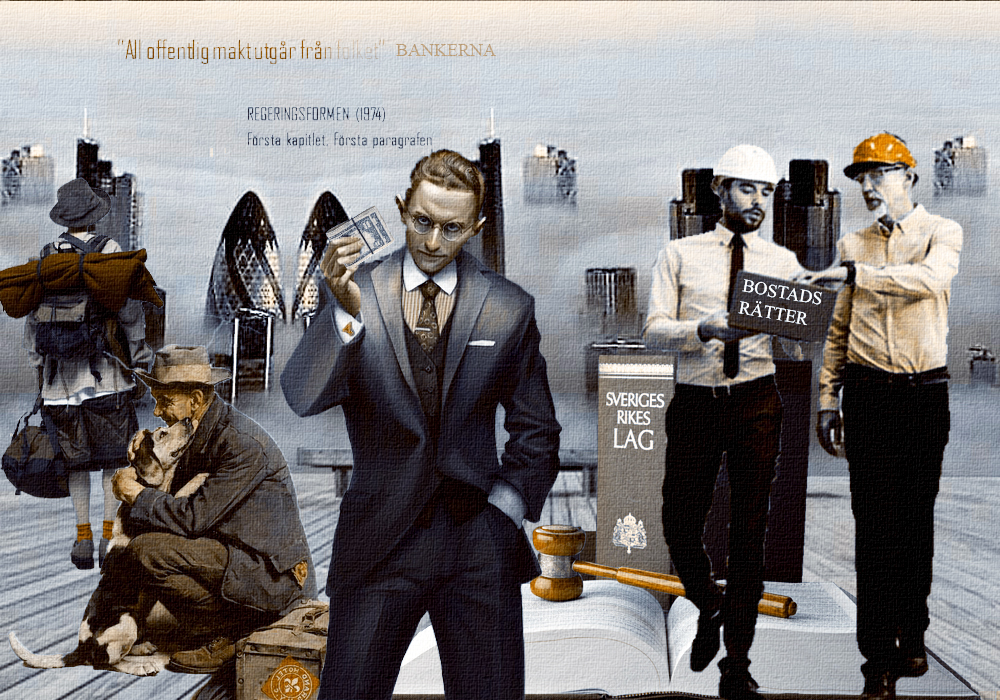 "All offentlig makt utgår från folket" BANKERNA
REGERINGSFORMEN (1974)
Första kapitlet, Första paragrafen
BOSTADS
RÄTTER
SVERIGES
RIKES
LAG